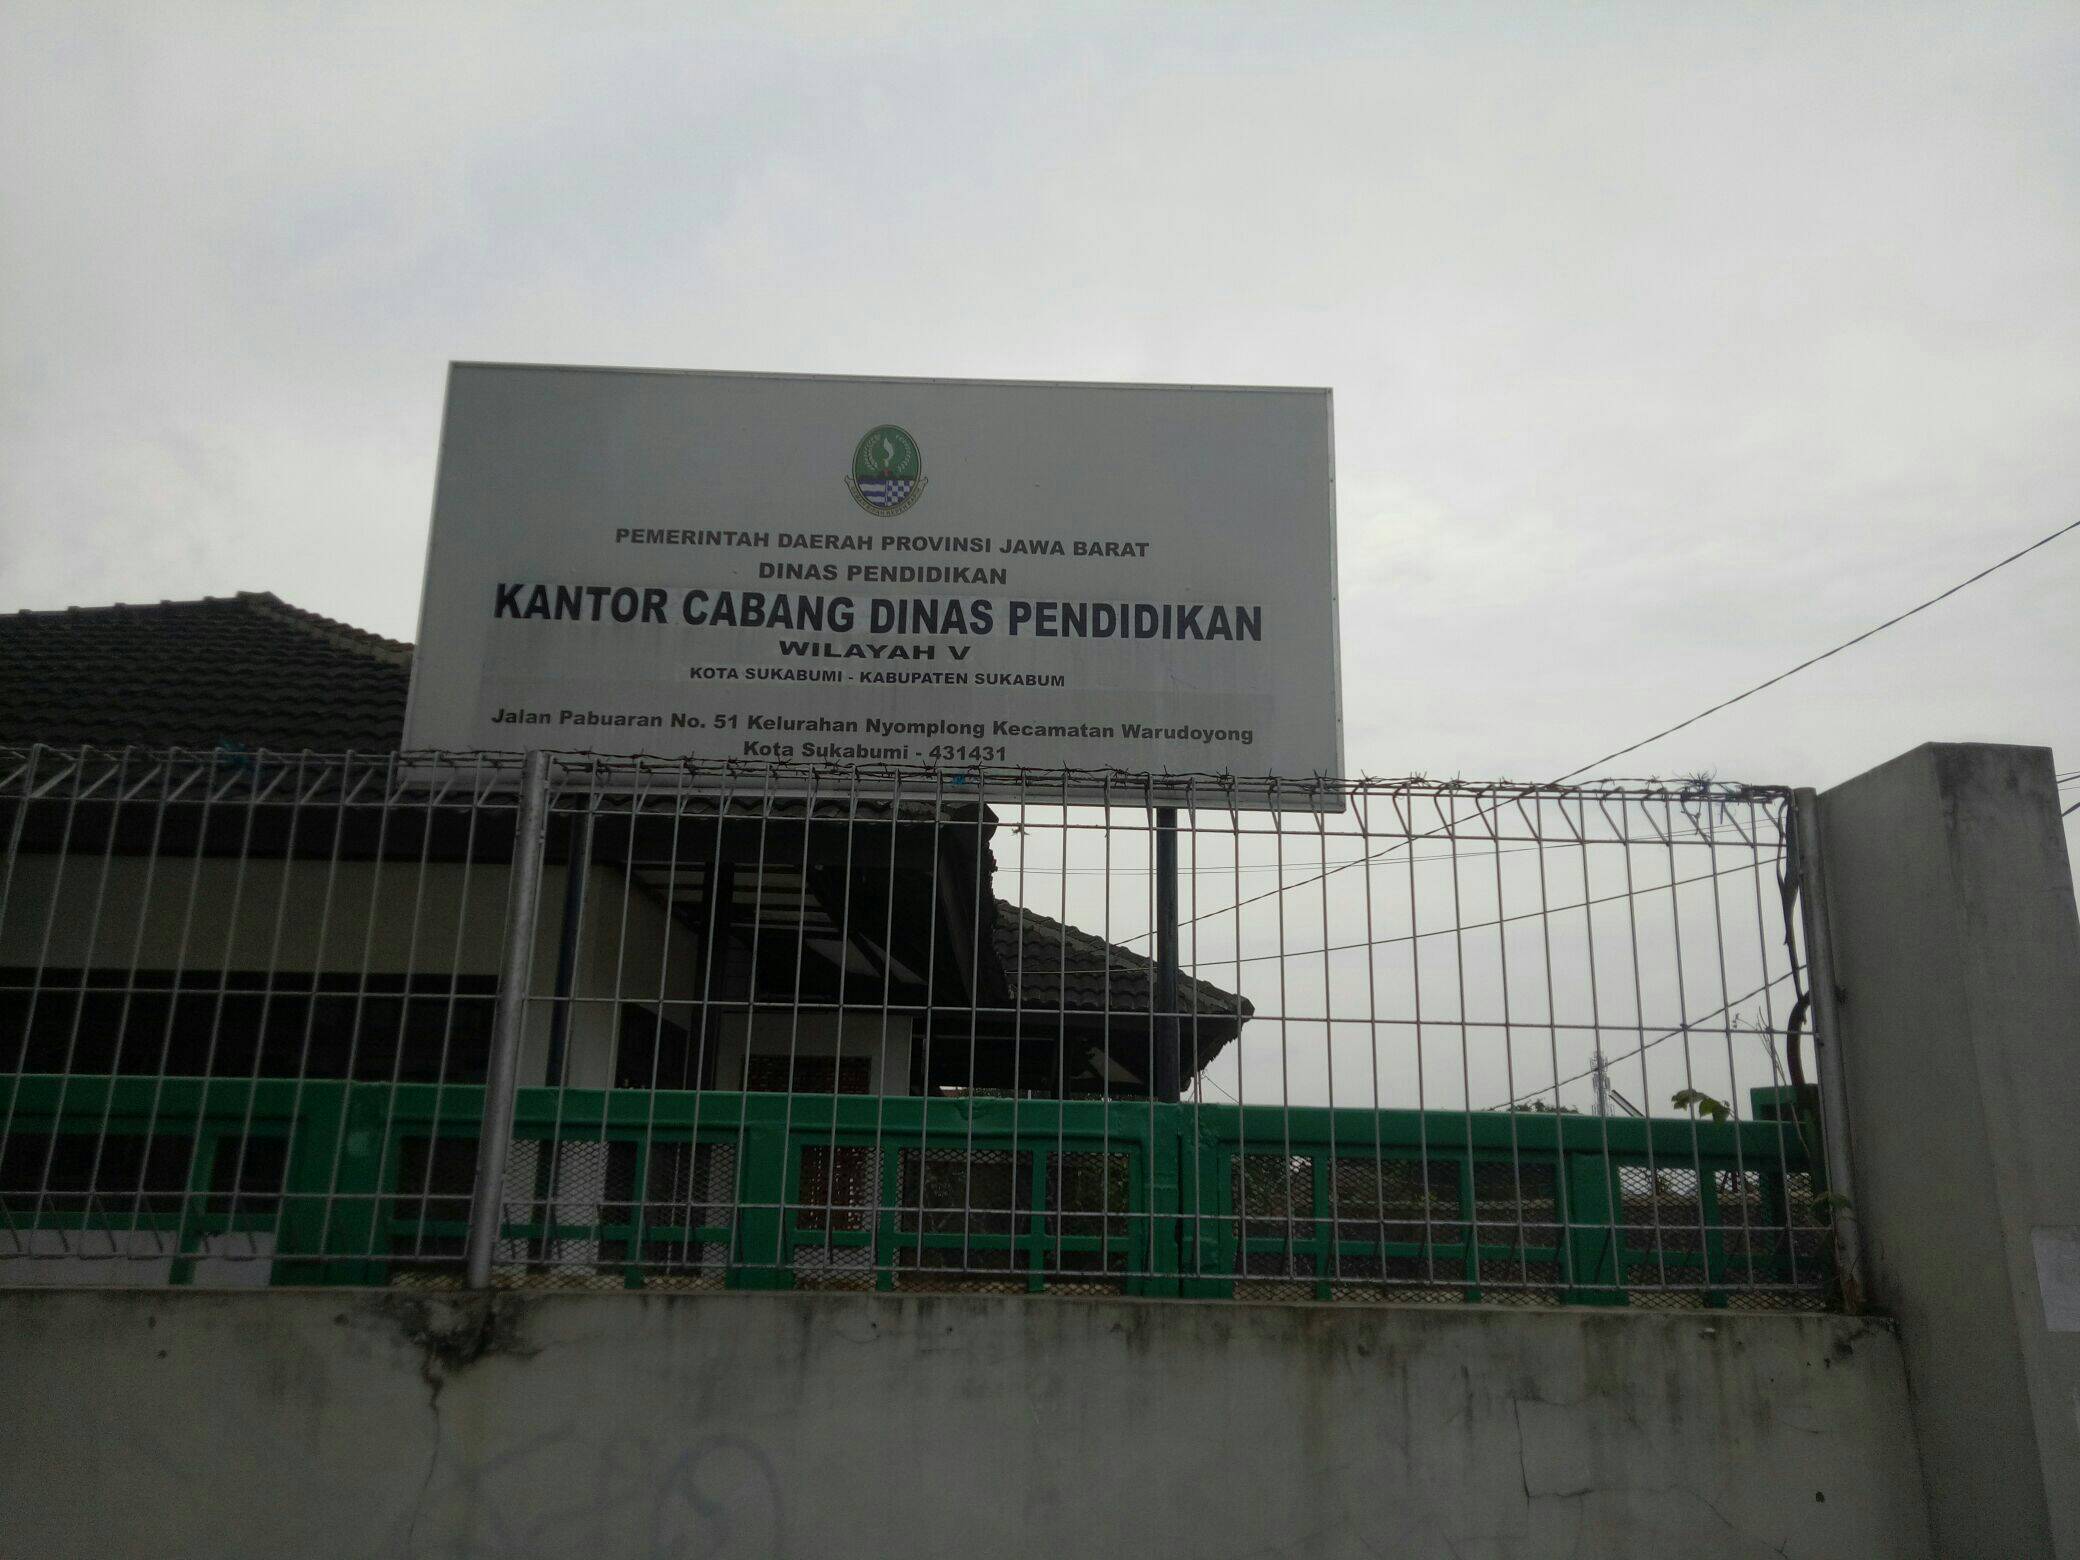 PEMERINTAH DAERAH PROVINSI JAWA BARAT
DINAS PENDIDIKAN
KANTOR CABANG DINAS PENDIDIKAN
WILAYAH V
KOTA SUKABUMI - KABUPATEN SUKABUM
Jalan Pabuaran No. 51 Kelurahan Nyomplong Kecamatan Warudoyong
Kota Sukabumi - 431431